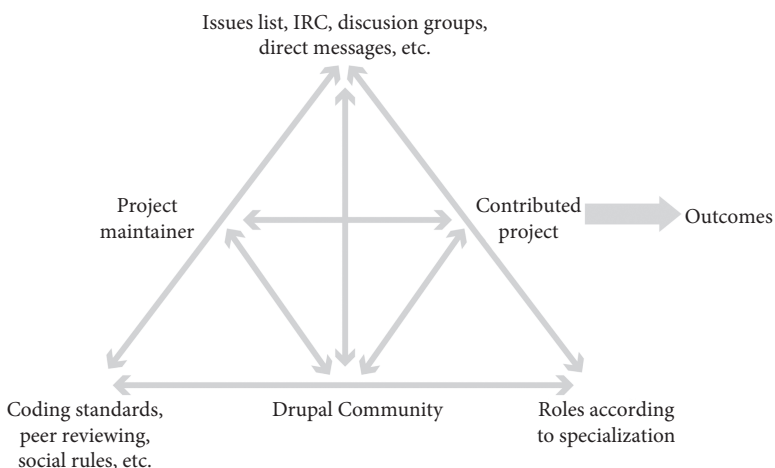 Issues list, IRC, discusion groups,
direct messages, etc.
Project
maintainer
Contributed
project
Outcomes
Coding standards,
peer reviewing,
social rules, etc.
Drupal Community
Roles according
to specialization